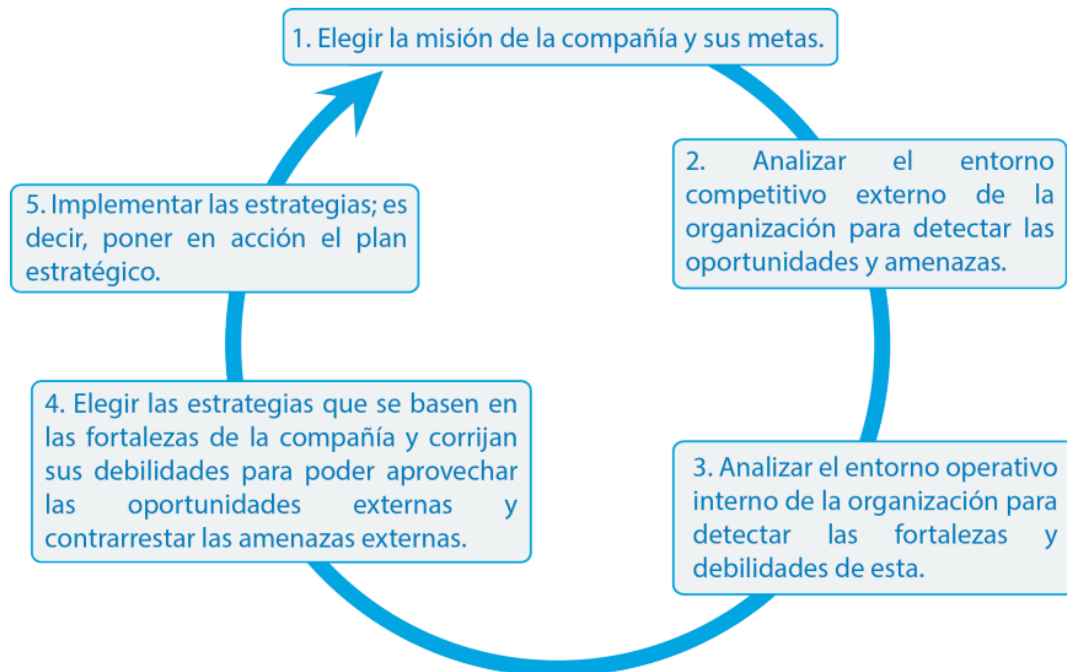 1. Elegir la misión de la compañía y sus metas.
2. Analizar el entorno
competitivo externo de la
organización para detectar las
oportunidades y amenazas.
3. Analizar el entorno operativo
interno de la organización para
detectar las fortalezas y
debilidades de esta.
4. Elegir las estrategias que se basen en
las fortalezas de la compañía y corrijan
sus debilidades para poder aprovechar
las oportunidades externas y
contrarrestar las amenazas externas.
5. Implementar las estrategias; es
decir, poner en acción el plan
estratégico.